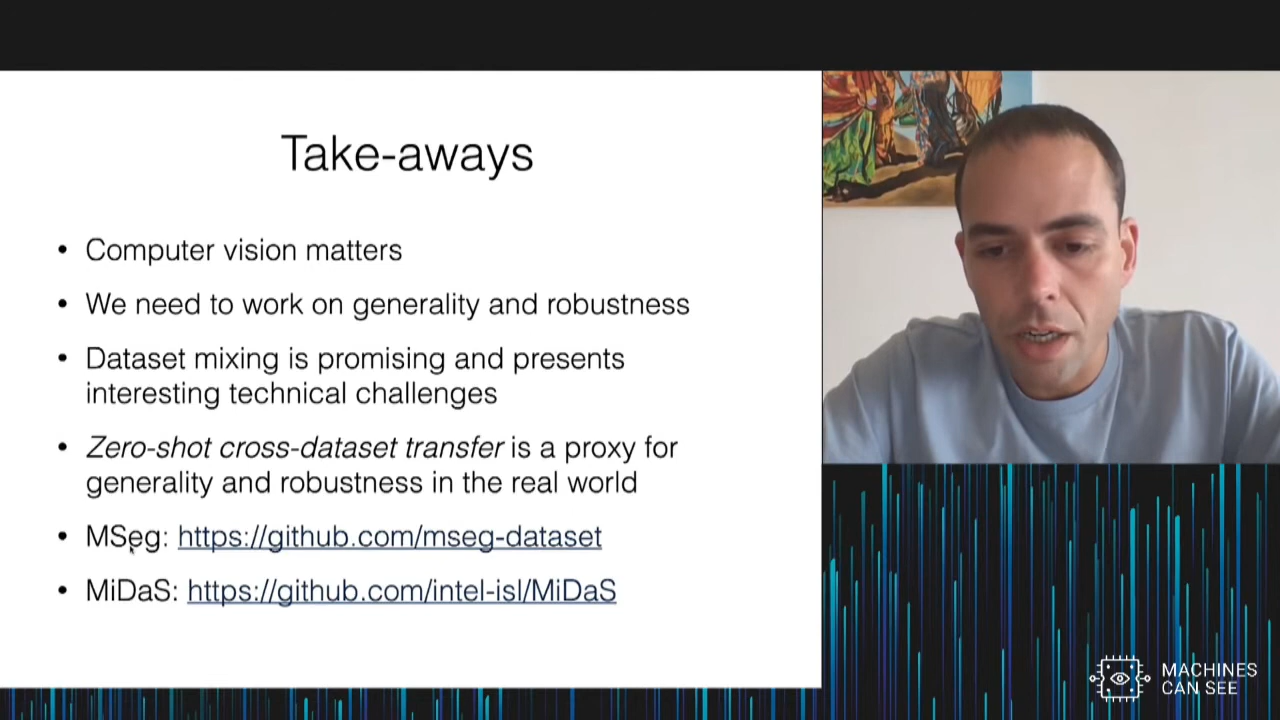 Take-aways
• Computer vision matters
• We need to work on generality and robustness
• Dataset mixing is promising and presents
interesting technical challenges
• Zero-shot cross-dataset transfer is a proxy for
generality and robustness in the real world
• MSeg: https://github.com/mseg-dataset
• MiDaS: https://github.com/intel-isl/MiDaS
MACHINES
CAN SEE